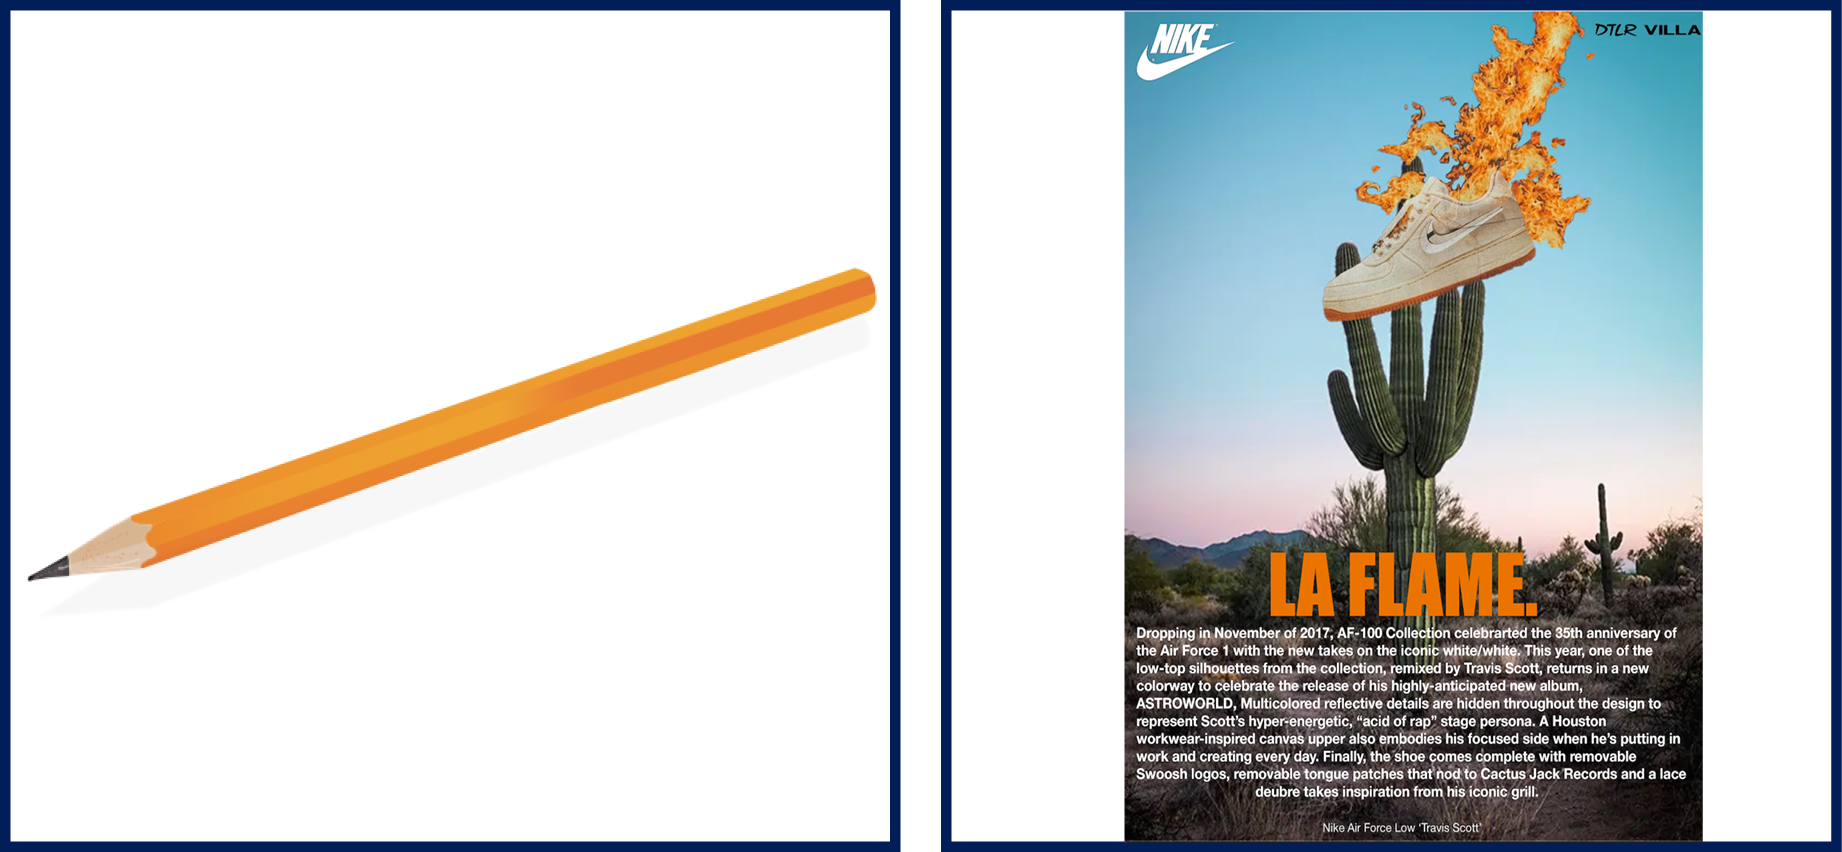 NIKE
DTLR VILLA
LA FLAME.
Dropping in November of 2017, AF-100 Collection celebrarted the 35th anniversary of
the Air Force 1 with the new takes on the iconic white/white. This year, one of the
low-top silhouettes from the collection, remixed by Travis Scott, returns in a new
colorway to celebrate the release of his highly-anticipated new album,
ASTROWORLD, Multicolored reflective details are hidden throughout the design to
represent Scott’s hyper-energetic, “acid of rap” stage persona. A Houston
workwear-inspired canvas upper also embodies his focused side when he’s putting in
work and creating every day. Finally, the shoe comes complete with removable
Swoosh logos, removable tongue patches that nod to Cactus Jack Records and a lace
deubre takes inspiration from his iconic grill.
Nike Air Force Low ‘Travis Scott’